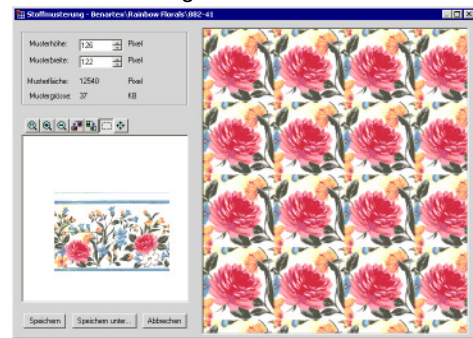 Stoffmusterung - Benartex\Rainbow Florals\882-41
Musterhöhe: 126 Pixel
Musterbreite: 122 Pixel
Musterfläche: 12540 Pixel
Mustergrösse: 37 KB
Speichern Speichern unter... Abbrechen